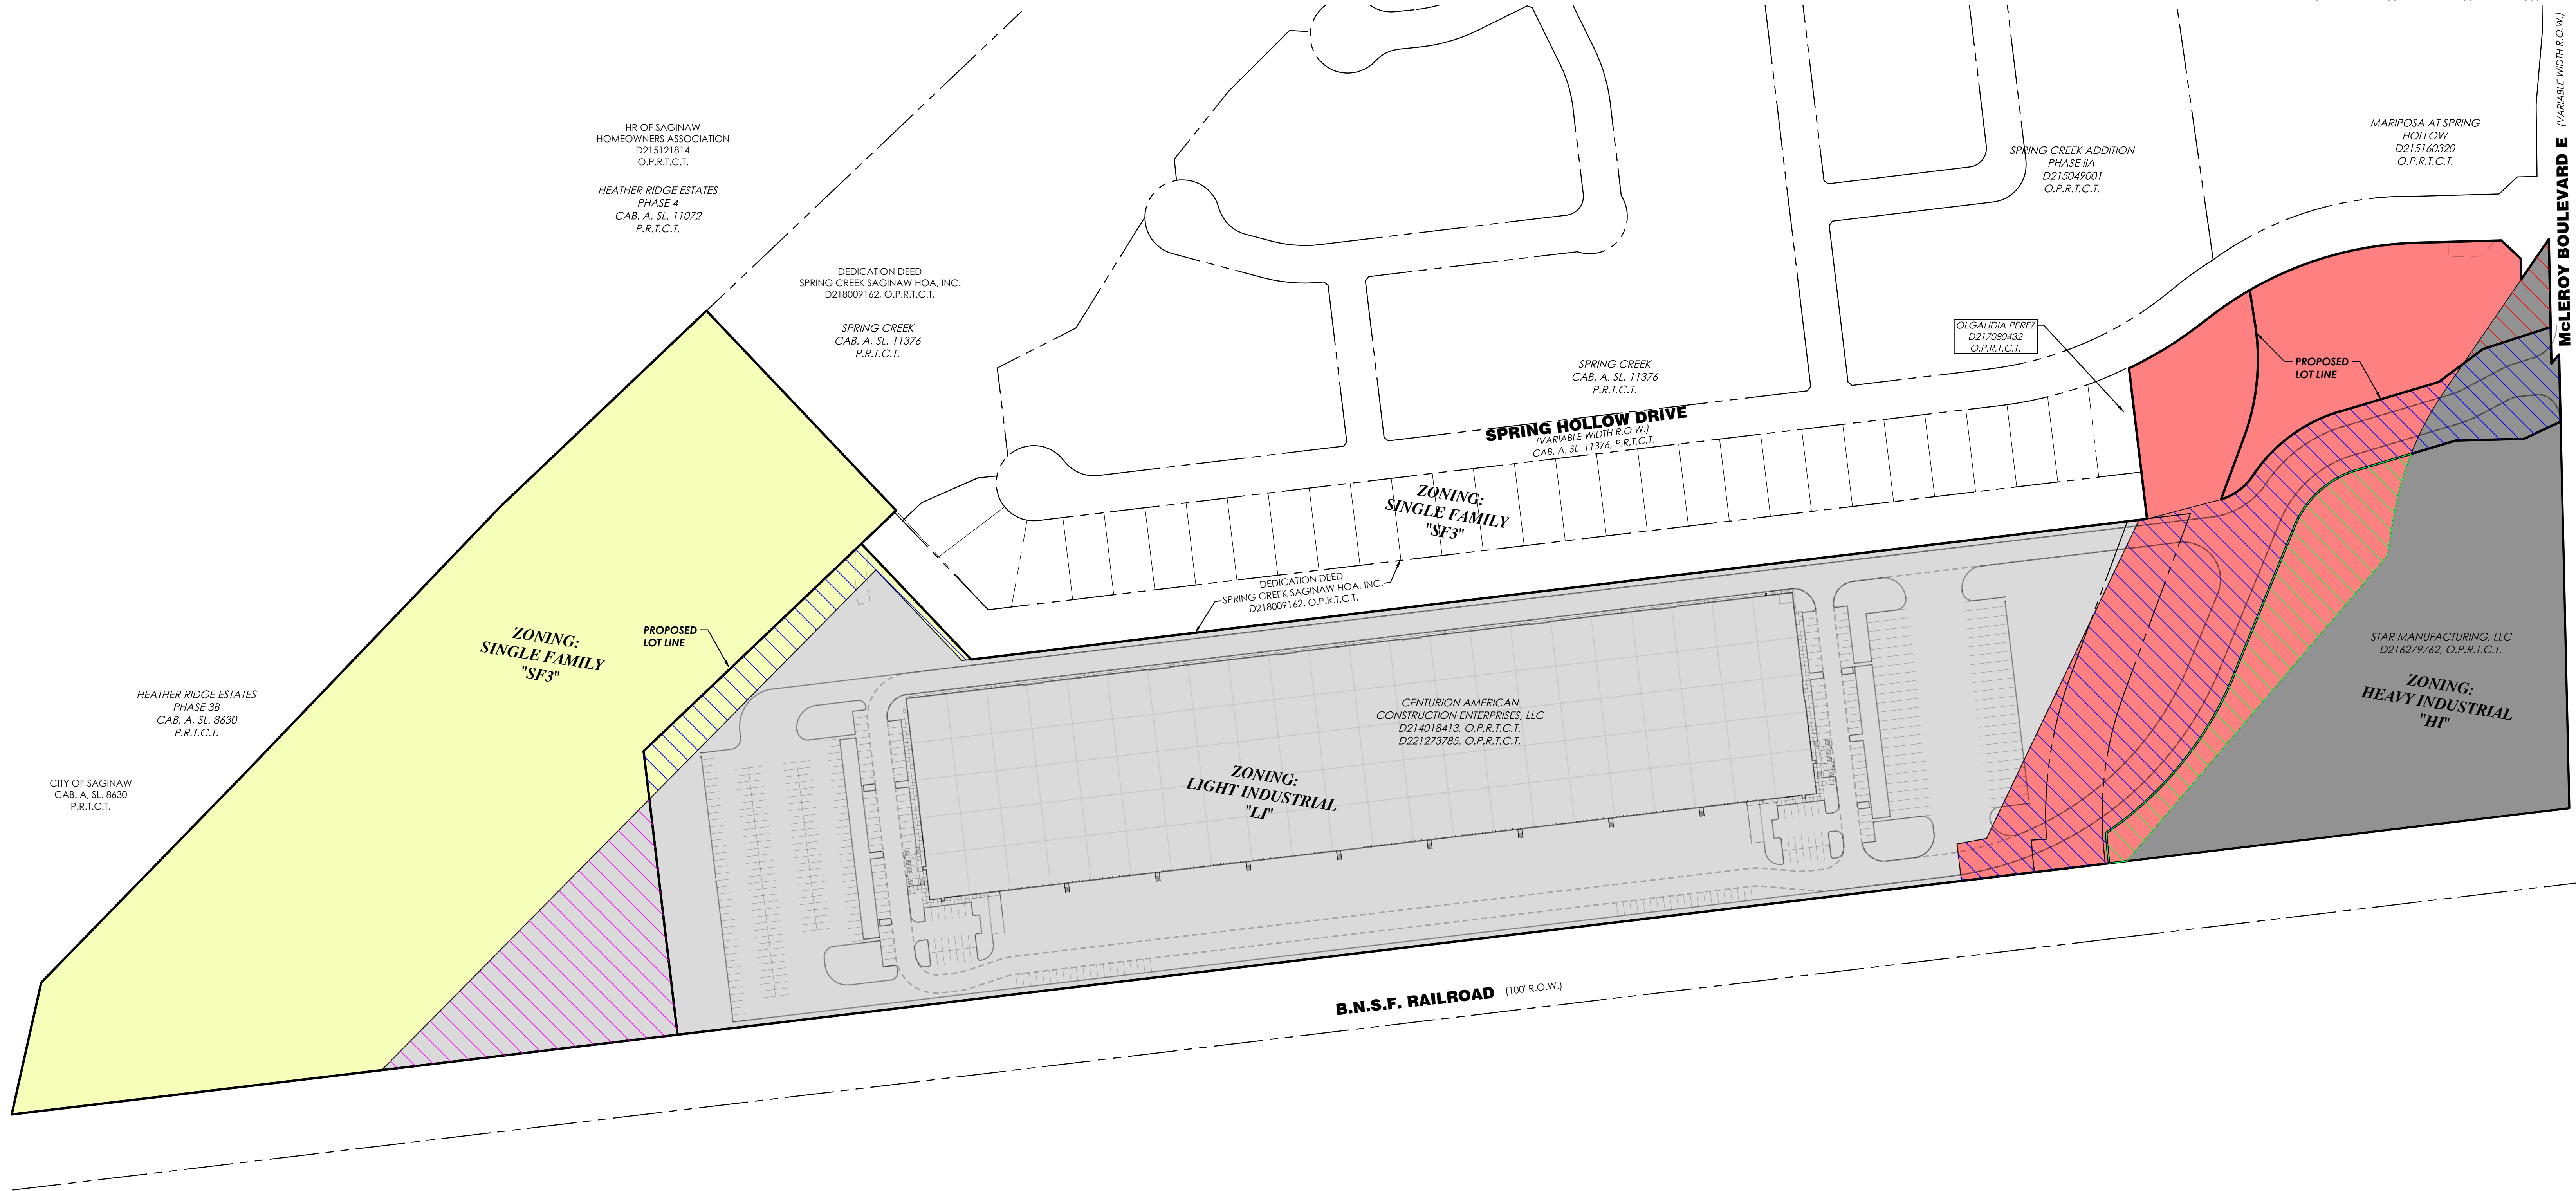 HR OF SAGINAW
HOMEOWNERS ASSOCIATION
D215121814
O.P.R.T.C.T.
HEATHER RIDGE ESTATES
PHASE 4
CAB. A, SL. 11072
P.R.T.C.T.
DEDICATION DEED
SPRING CREEK SAGINAW HOA, INC.
D218009162, O.P.R.T.C.T.
SPRING CREEK
CAB. A, SL. 11376
P.R.T.C.T.
SPRING CREEK ADDITION
PHASE IIA
D215049001
O.P.R.T.C.T.
MARIPOSA AT SPRING
HOLLOW
D215160320
O.P.R.T.C.T.
McLEROY BOULEVARD E (VARIABLE WIDTH R.O.W.)
OLGALIDIA PEREZ
D217080432
O.P.R.T.C.T.
PROPOSED
LOT LINE
SPRING CREEK
CAB. A, SL. 11376
P.R.T.C.T.
SPRING HOLLOW DRIVE
(VARIABLE WIDTH R.O.W.)
CAB. A, SL. 11376, P.R.T.C.T.
ZONING:
SINGLE FAMILY
"SF3"
DEDICATION DEED
SPRING CREEK SAGINAW HOA, INC.
D218009162, O.P.R.T.C.T.
ZONING:
SINGLE FAMILY
"SF3"
PROPOSED
LOT LINE
HEATHER RIDGE ESTATES
PHASE 3B
CAB. A, SL. 8630
P.R.T.C.T.
CITY OF SAGINAW
CAB. A, SL. 8630
P.R.T.C.T.
CENTURION AMERICAN
CONSTRUCTION ENTERPRISES, LLC
D214018413, O.P.R.T.C.T.
D221273785, O.P.R.T.C.T.
ZONING:
LIGHT INDUSTRIAL
"LI"
STAR MANUFACTURING, LLC
D216279762, O.P.R.T.C.T.
ZONING:
HEAVY INDUSTRIAL
"HI"
B.N.S.F. RAILROAD (100' R.O.W.)